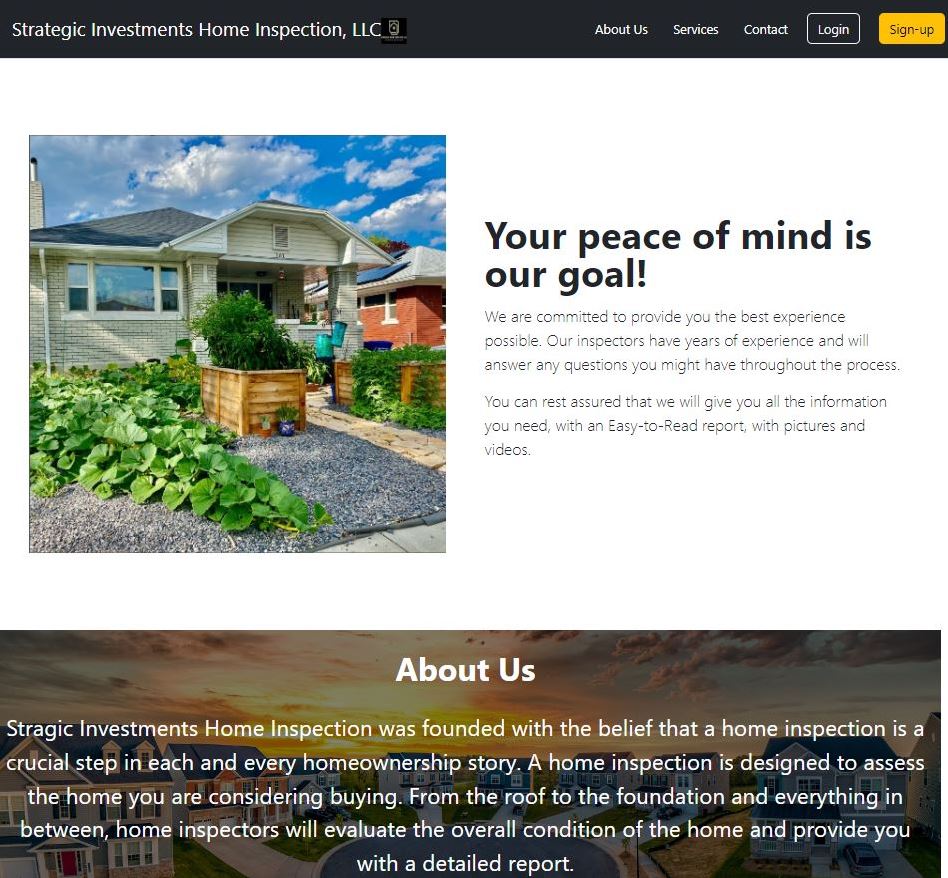 Strategic Investments Home Inspection, LLC
About Us
Services
Contact
Login
Sign-up
Your peace of mind is
our goal!
We are committed to provide you the best experience
possible. Our inspectors have years of experience and will
answer any questions you might have throughout the process.
You can rest assured that we will give you all the information
you need, with an Easy-to-Read report, with pictures and
videos.
About Us
Stragic Investments Home Inspection was founded with the belief that a home inspection is a
crucial step in each and every homeownership story. A home inspection is designed to assess
the home you are considering buying. From the roof to the foundation and everything in
between, home inspectors will evaluate the overall condition of the home and provide you
with a detailed report.